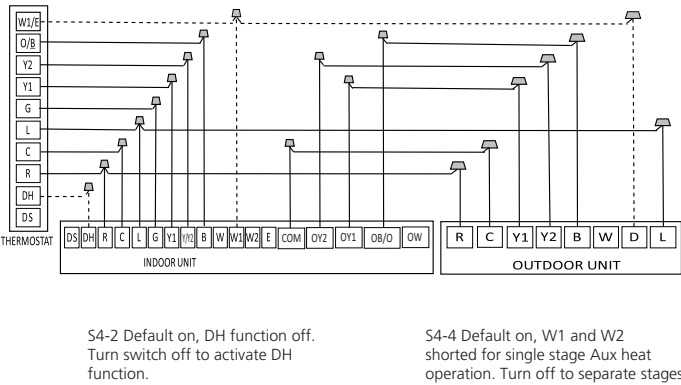 W1/E
O/B
Y2
Y1
G
L
C
R
DH
DS
THERMOSTAT
DS DH R C L G Y1 Y/Y2 B W W1 W2 E COM OY2 OY1 OB/O OW
INDOOR UNIT
R C Y1 Y2 B W D L
OUTDOOR UNIT
S4-2 Default on, DH function off.
Turn switch off to activate DH
function.
S4-4 Default on, W1 and W2
shorted for single stage Aux heat
operation. Turn off to separate stages